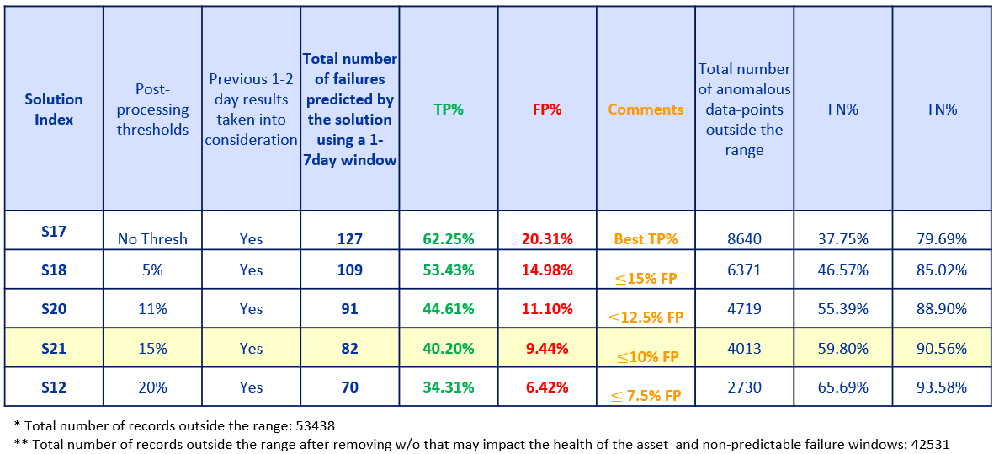 Solution
Index
Post-
processing
thresholds
Previous 1-2
day results
taken into
consideration
Total number
of failures
predicted by
the solution
using a 1-
7day window
TP%
FP%
Comments
Total number
of anomalous
data-points
outside the
range
FN%
TN%
S17 No Thresh Yes 127 62.25% 20.31% Best TP% 8640 37.75% 79.69%
S18 5% Yes 109 53.43% 14.98% ≤15% FP 6371 46.57% 85.02%
S20 11% Yes 91 44.61% 11.10% ≤12.5% FP 4719 55.39% 88.90%
S21 15% Yes 82 40.20% 9.44% ≤10% FP 4013 59.80% 90.56%
S12 20% Yes 70 34.31% 6.42% ≤ 7.5% FP 2730 65.69% 93.58%
* Total number of records outside the range: 53438
** Total number of records outside the range after removing w/o that may impact the health of the asset and non-predictable failure windows: 42531